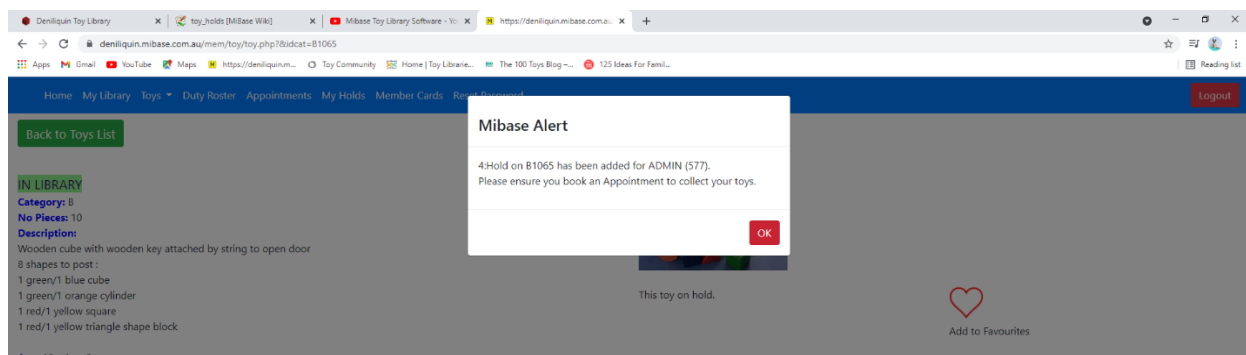 Deniliquin Toy Library
toy_holds [MiBase Wiki]
Mibase Toy Library Software - Yo
https://deniliquin.mibase.com.au
deniliquin.mibase.com.au/mem/toy/toy.php?&idcat=B1065
Apps Gmail YouTube Maps https://deniliquin.m... Toy Community Home | Toy Librarie... The 100 Toys Blog –... 125 Ideas For Famil... Reading list
Home My Library Toys Duty Roster Appointments My Holds Member Cards Reset Password Logout
Back to Toys List
Mibase Alert
4:Hold on B1065 has been added for ADMIN (577).
Please ensure you book an Appointment to collect your toys.
OK
IN LIBRARY
Category: B
No Pieces: 10
Description:
Wooden cube with wooden key attached by string to open door
8 shapes to post :
1 green/1 blue cube
1 green/1 orange cylinder
1 red/1 yellow square
1 red/1 yellow triangle shape block
This toy on hold.
Add to Favourites